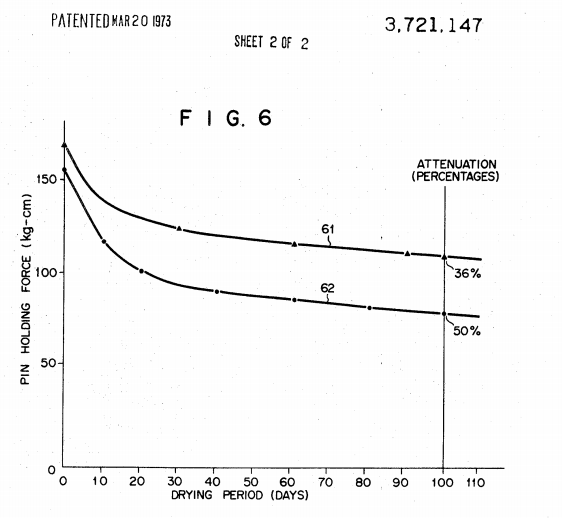 PATENTED MAR 20 1973
3,721,147
SHEET 2 OF 2
F I G. 6
ATTENUATION
(PERCENTAGES)
PIN HOLDING FORCE (kg-cm)
150
100
50
0
61
36%
62
50%
0 10 20 30 40 50 60 70 80 90 100 110
DRYING PERIOD (DAYS)